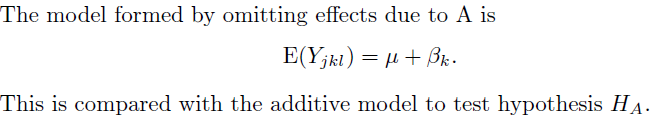 The model formed by omitting effects due to A is
E(Y_{jkl}) = μ + β_k.
This is compared with the additive model to test hypothesis H_A.